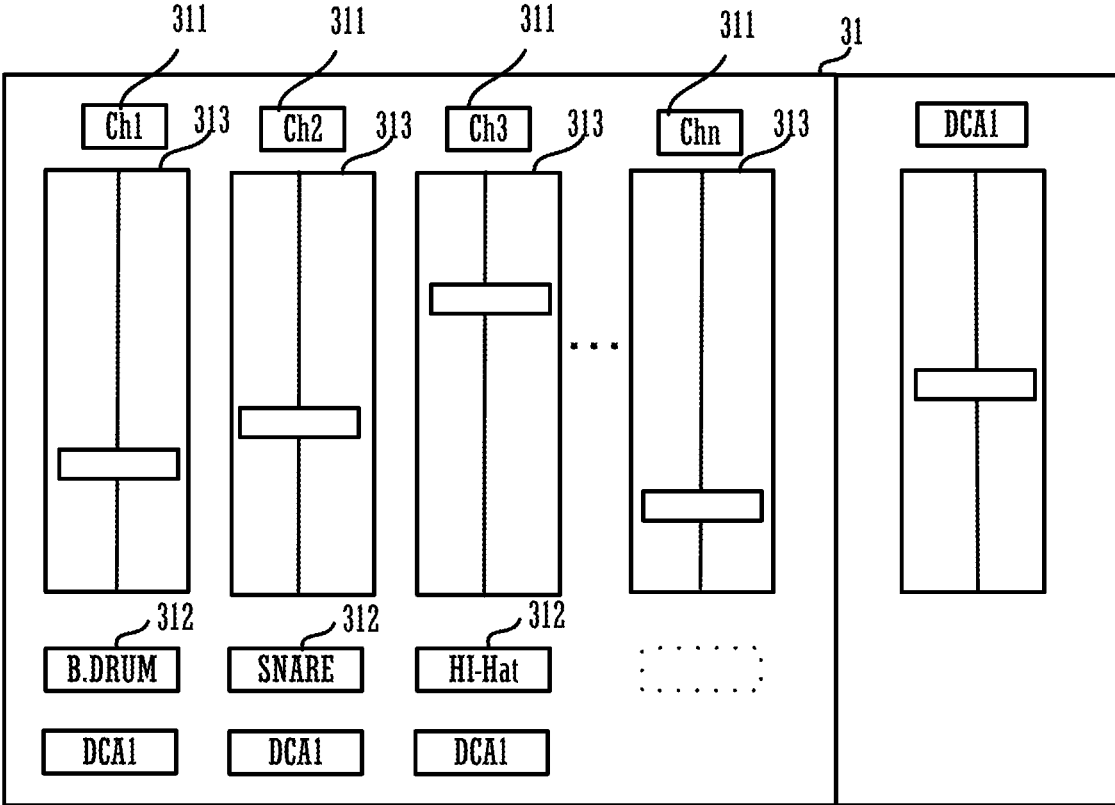 311 311 311 311 31
Ch1 Ch2 Ch3 Chn DCA1
313 313 313 313
...
312 312 312
B.DRUM SNARE HI-Hat
DCA1 DCA1 DCA1